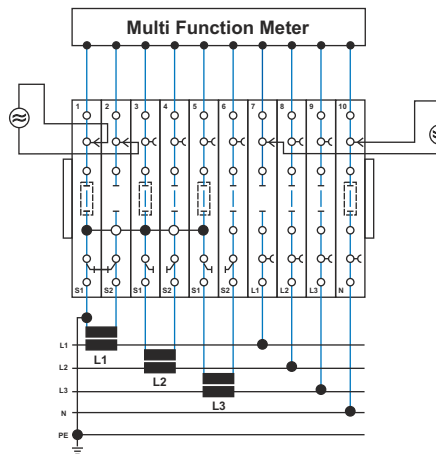 Multi Function Meter
1 2 3 4 5 6 7 8 9 10
S1 S2 S1 S2 S1 S2 L1 L2 L3 N
L1
L1
L2
L2
L3
L3
N
PE